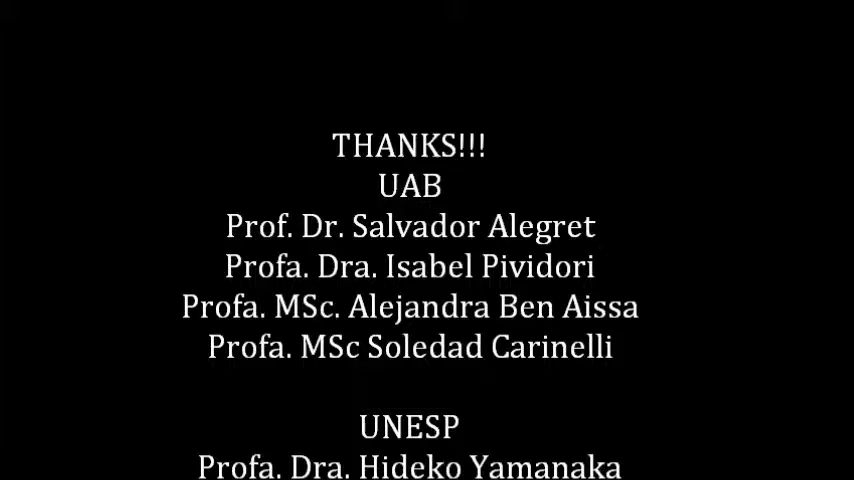 THANKS!!!
UAB
Prof. Dr. Salvador Alegret
Profa. Dra. Isabel Pividori
Profa. MSc. Alejandra Ben Aissa
Profa. MSc Soledad Carinelli
UNESP
Profa. Dra. Hideko Yamanaka